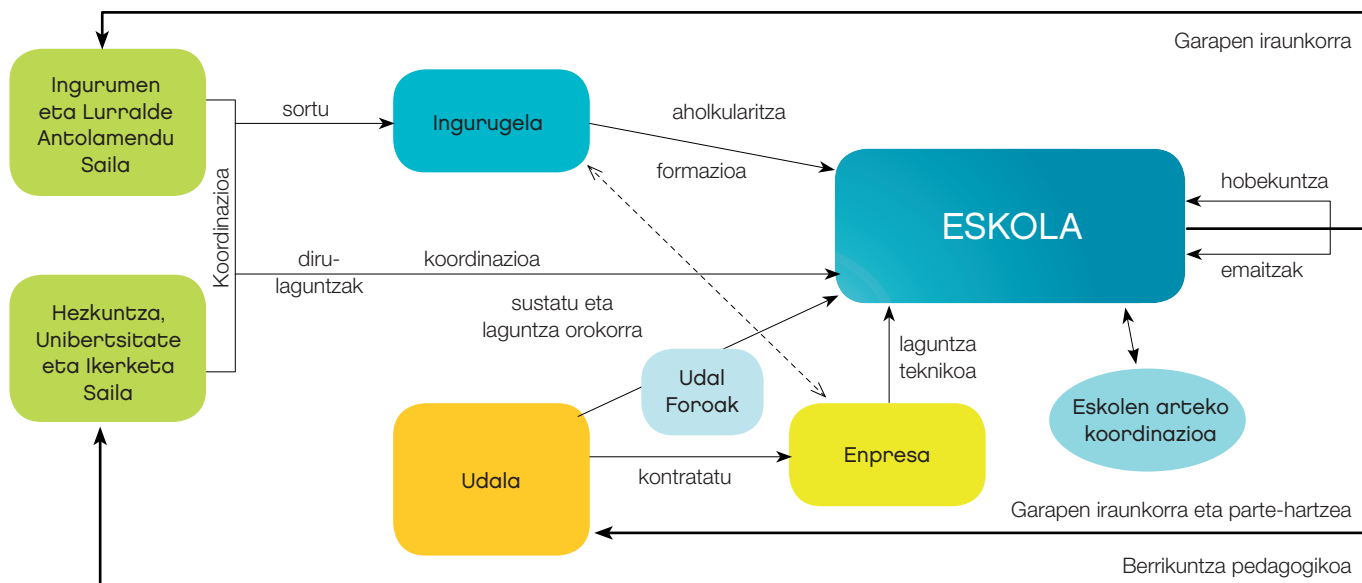 Garapen iraunkorra
Ingurumen
eta Lurralde
Antolamendu
Saila
sortu
Ingurugela
aholkularitza
formazioa
Koordinazioa
ESKOLA
hobekuntza
emaitzak
diru-
laguntzak
koordinazioa
Hezkuntza,
Unibertsitate
eta Ikerketa
Saila
sustatu eta
laguntza orokorra
laguntza
teknikoa
Udal
Foroak
Eskolen arteko
koordinazioa
Udala
kontratatu
Enpresa
Garapen iraunkorra eta parte-hartzea
Berrikuntza pedagogikoa